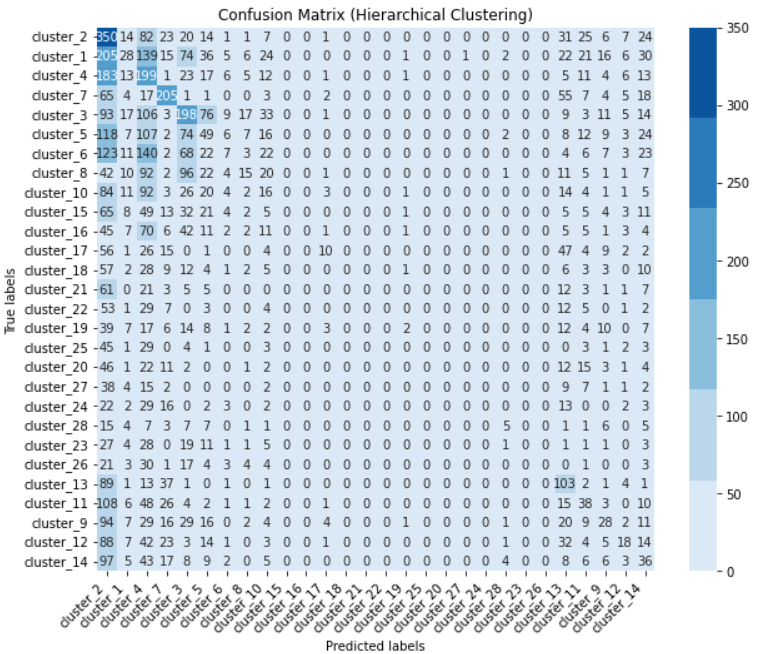 Confusion Matrix (Hierarchical Clustering)
cluster_2 350 14 82 23 20 14 1 1 7 0 0 1 0 0 0 0 0 0 0 0 0 0 0 31 25 6 7 24
cluster_1 205 28 139 15 74 36 5 6 24 0 0 0 0 0 0 1 0 0 1 0 2 0 0 22 21 16 6 30
cluster_4 183 13 199 1 23 17 6 5 12 0 0 1 0 0 0 0 0 0 0 0 0 0 0 5 11 4 6 13
cluster_7 65 4 17 205 1 1 0 0 3 0 0 2 0 0 0 0 0 0 0 0 0 0 0 55 7 4 5 18
cluster_3 93 17 106 3 198 76 9 17 33 0 0 1 0 0 0 0 0 0 0 0 0 0 0 9 3 11 5 14
cluster_5 118 7 107 2 74 49 6 7 16 0 0 0 0 0 0 0 0 0 0 0 2 0 0 8 12 9 3 24
cluster_6 123 11 140 2 68 22 7 3 22 0 0 0 0 0 0 0 0 0 0 0 0 0 0 4 6 7 3 23
cluster_8 42 10 92 2 96 22 4 15 20 0 0 1 0 0 0 0 0 0 0 0 1 0 0 11 5 1 1 7
cluster_10 84 11 92 3 26 20 4 2 16 0 0 3 0 0 0 1 0 0 0 0 0 0 0 14 4 1 1 5
cluster_15 65 8 49 13 32 21 4 2 5 0 0 0 0 0 0 1 0 0 0 0 0 0 0 5 5 4 3 11
cluster_16 45 7 70 6 42 11 2 2 11 0 0 1 0 0 0 1 0 0 0 0 0 0 0 5 5 1 3 4
cluster_17 56 1 26 15 0 1 0 0 4 0 0 10 0 0 0 0 0 0 0 0 0 0 0 47 4 9 2 2
cluster_18 57 2 28 9 12 4 1 2 5 0 0 0 0 0 0 1 0 0 0 0 0 0 0 6 3 3 0 10
cluster_21 61 0 21 3 5 5 0 0 0 0 0 0 0 0 0 0 0 0 0 0 0 0 0 12 3 1 1 7
cluster_22 53 1 29 7 0 3 0 0 4 0 0 0 0 0 0 0 0 0 0 0 0 0 0 12 5 0 1 2
cluster_19 39 7 17 6 14 8 1 2 2 0 0 3 0 0 0 2 0 0 0 0 0 0 0 12 4 10 0 7
cluster_25 45 1 29 0 4 1 0 0 3 0 0 0 0 0 0 0 0 0 0 0 0 0 0 0 3 1 2 3
cluster_20 46 1 22 11 2 0 0 1 2 0 0 0 0 0 0 0 0 0 0 0 0 0 0 12 15 3 1 4
cluster_27 38 4 15 2 0 0 0 0 2 0 0 0 0 0 0 0 0 0 0 0 0 0 0 9 7 1 1 2
cluster_24 22 2 29 16 0 2 3 0 2 0 0 0 0 0 0 0 0 0 0 0 0 0 0 13 0 0 2 3
cluster_28 15 4 7 3 7 7 0 1 1 0 0 0 0 0 0 0 0 0 0 0 5 0 0 1 1 6 0 5
cluster_23 27 4 28 0 19 11 1 1 5 0 0 0 0 0 0 0 0 0 0 0 1 0 0 1 1 1 0 3
cluster_26 21 3 30 1 17 4 3 4 4 0 0 0 0 0 0 0 0 0 0 0 0 0 0 0 1 0 0 3
cluster_13 89 1 13 37 1 0 1 0 1 0 0 0 0 0 0 0 0 0 0 0 0 0 0 103 2 1 4 1
cluster_11 108 6 48 26 4 2 1 1 2 0 0 1 0 0 0 0 0 0 0 0 0 0 0 15 38 3 0 10
cluster_9 94 7 29 16 29 16 0 2 4 0 0 4 0 0 0 1 0 0 0 0 1 0 0 20 9 28 2 11
cluster_12 88 7 42 23 3 14 1 0 3 0 0 1 0 0 0 0 0 0 0 0 1 0 0 32 4 5 18 14
cluster_14 97 5 43 17 8 9 2 0 5 0 0 0 0 0 0 0 0 0 0 0 4 0 0 8 6 6 3 36
True labels
cluster_2 cluster_1 cluster_4 cluster_7 cluster_3 cluster_5 cluster_6 cluster_8 cluster_10 cluster_15 cluster_16 cluster_17 cluster_18 cluster_21 cluster_22 cluster_19 cluster_25 cluster_20 cluster_27 cluster_24 cluster_28 cluster_23 cluster_26 cluster_13 cluster_11 cluster_9 cluster_12 cluster_14
Predicted labels
350
300
250
200
150
100
50
0